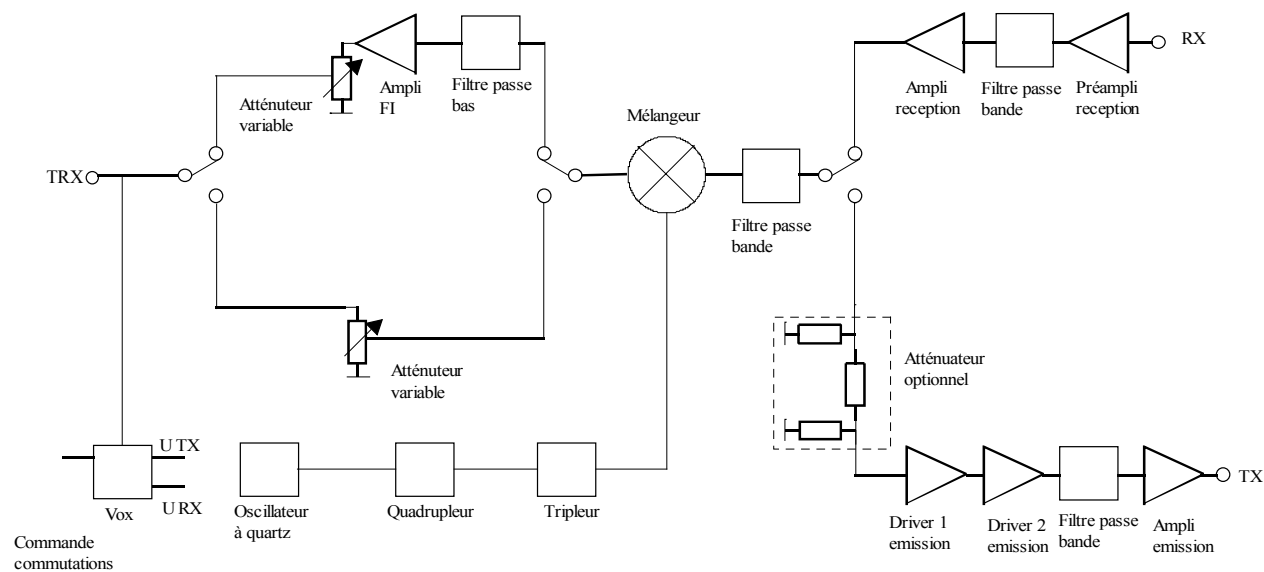 RX
Ampli
FI
Filtre passe
bas
Atténuteur
variable
Ampli
reception
Filtre passe
bande
Préampli
reception
Mélangeur
TRX
Filtre passe
bande
Atténuteur
variable
Atténuateur
optionnel
U TX
U RX
Vox
Oscillateur
à quartz
Quadrupleur
Tripleur
TX
Driver 1
emission
Driver 2
emission
Filtre passe
bande
Ampli
emission
Commande
commutations